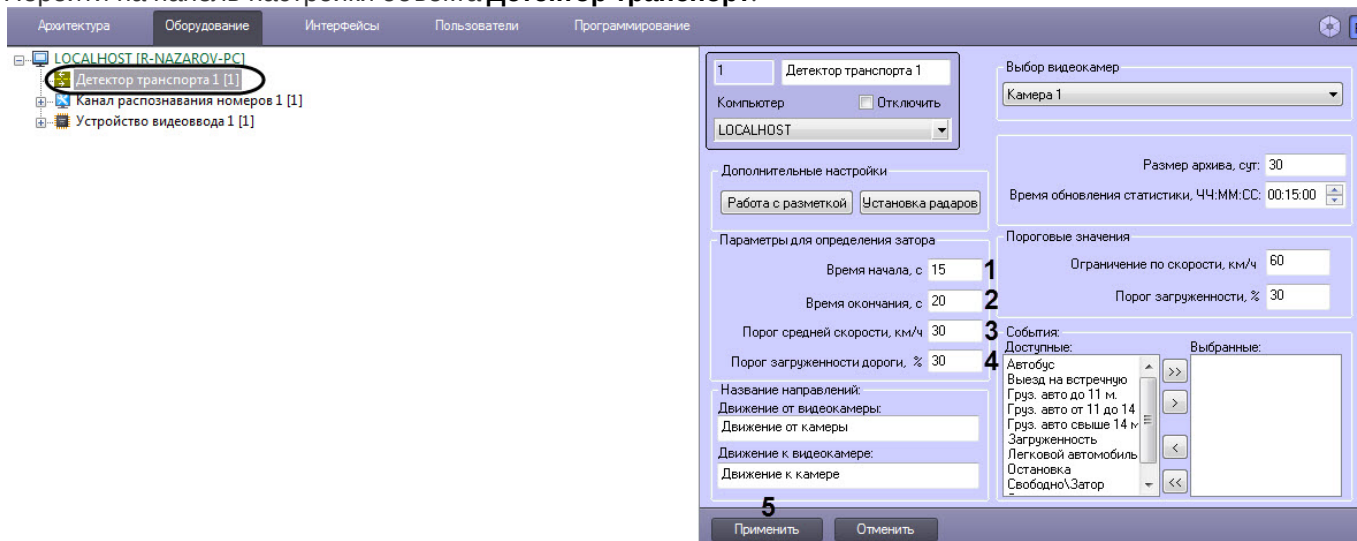 Перейти на панель настройки объекта Детектор транспорта
Архитектура Оборудование Интерфейсы Пользователи Программирование
LOCALHOST [R-NAZAROV-PC]
Детектор транспорта 1 [1]
Канал распознавания номеров 1 [1]
Устройство видеоввода 1 [1]
1 Детектор транспорта 1
Компьютер Отключить
LOCALHOST
Дополнительные настройки
Работа с разметкой Установка радаров
Параметры для определения затора
Время начала, с 15 1
Время окончания, с 20 2
Порог средней скорости, км/ч 30 3
Порог загруженности дороги, % 30 4
Название направлений:
Движение от видеокамеры:
Движение от камеры
Движение к видеокамере:
Движение к камере
Выбор видеокамер
Камера 1
Размер архива, сут: 30
Время обновления статистики, ЧЧ:ММ:СС: 00:15:00
Пороговые значения
Ограничение по скорости, км/ч 60
Порог загруженности, % 30
События:
Доступные: Выбранные:
Автобус
Выезд на встречную
Груз. авто до 11 м.
Груз. авто от 11 до 14
Груз. авто свыше 14 м
Загруженность
Легковой автомобиль
Остановка
Свободно\Затор
>>
>
<
<<
5
Применить Отменить